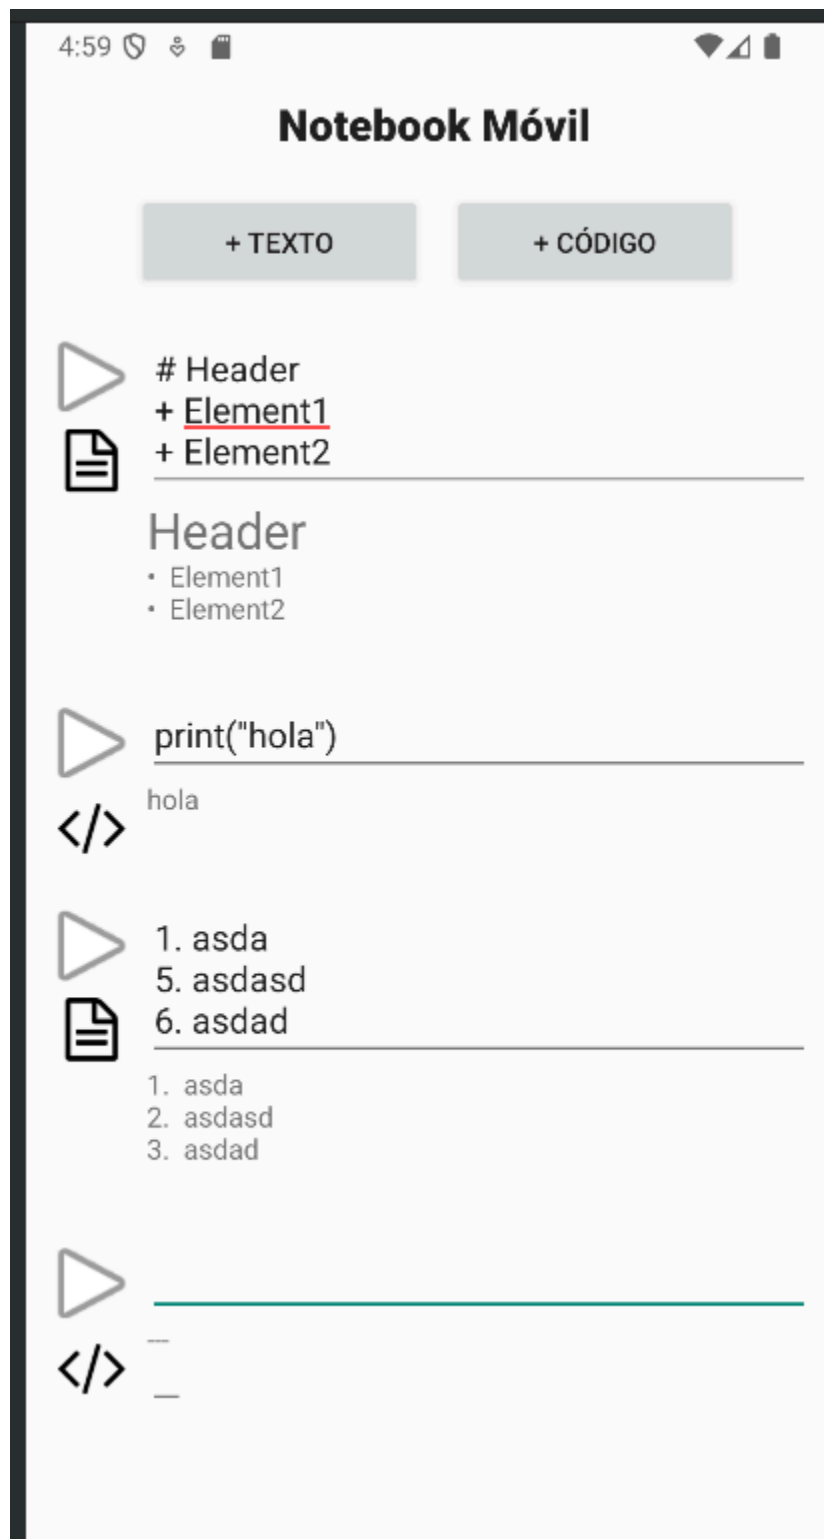 4:59
Notebook Móvil
+ TEXTO + CÓDIGO
# Header
+ Element1
+ Element2
Header
• Element1
• Element2
print("hola")
hola
1. asda
5. asdasd
6. asdad
1. asda
2. asdasd
3. asdad